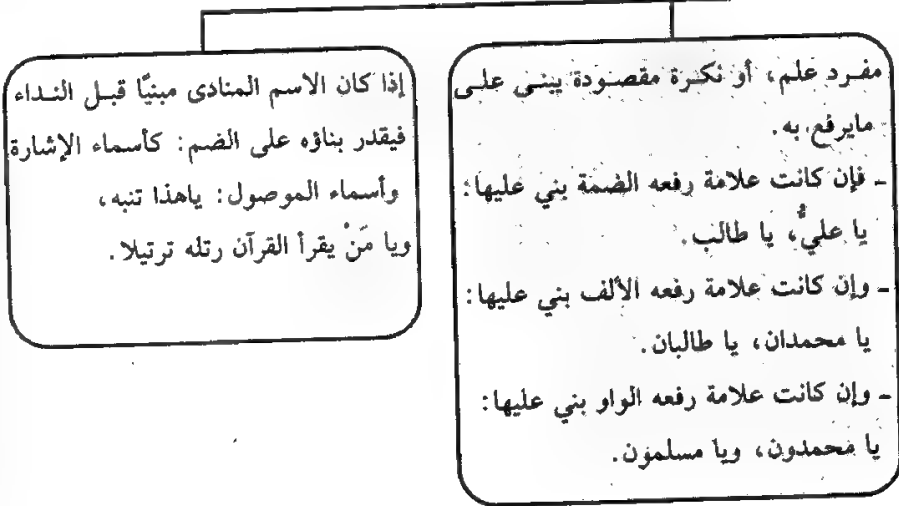 مفرد علم، أو نكرة مقصودة يبنى على
مايرفع به.
- فإن كانت علامة رفعه الضمة بني عليها:
يا عليُّ، يا طالب.
- وإن كانت علامة رفعه الألف بني عليها:
يا محمدان، يا طالبان.
- وإن كانت علامة رفعه الواو بني عليها:
يا محمدون، ويا مسلمون.
إذا كان الاسم المنادى مبنيًا قبل النداء
فيقدر بناؤه على الضم: كأسماء الإشارة
وأسماء الموصول: ياهذا تنبه،
ويا مَنْ يقرأ القرآن رتله ترتيلا.